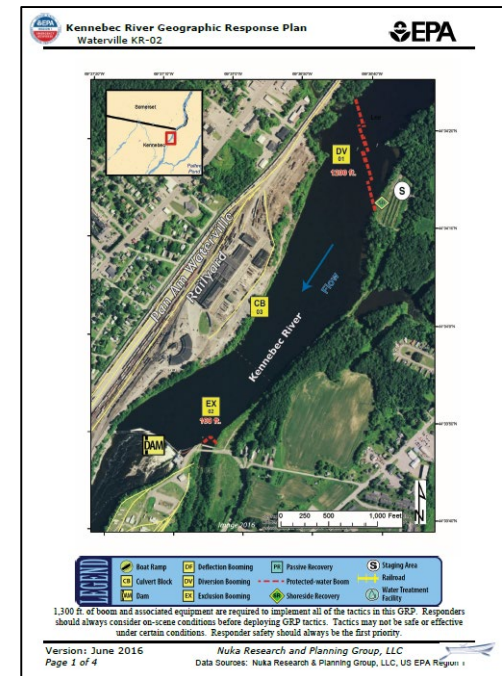 Kennebec River Geographic Response Plan
Waterville KR-02
EPA
Somerset
Kennebec
DV
01
1200 ft.
SR
S
Pan Am Waterville
Railyard
CB
03
Flow
Kennebec River
EX
02
100 ft.
DAM
Image 2016
0 250 500 1,000 Feet
N
LEGEND
Boat Ramp
DF Deflection Booming
PR Passive Recovery
S Staging Area
CB Culvert Block
DV Diversion Booming
Protected-water Boom
Railroad
Dam
EX Exclusion Booming
SR Shoreside Recovery
Water Treatment
Facility
1,300 ft. of boom and associated equipment are required to implement all of the tactics in this GRP. Responders
should always consider on-scene conditions before deploying GRP tactics. Tactics may not be safe or effective
under certain conditions. Responder safety should always be the first priority.
Version: June 2016
Nuka Research & Planning Group, LLC
Page 1 of 4
Data Sources: Nuka Research & Planning Group, LLC, US EPA Region 1